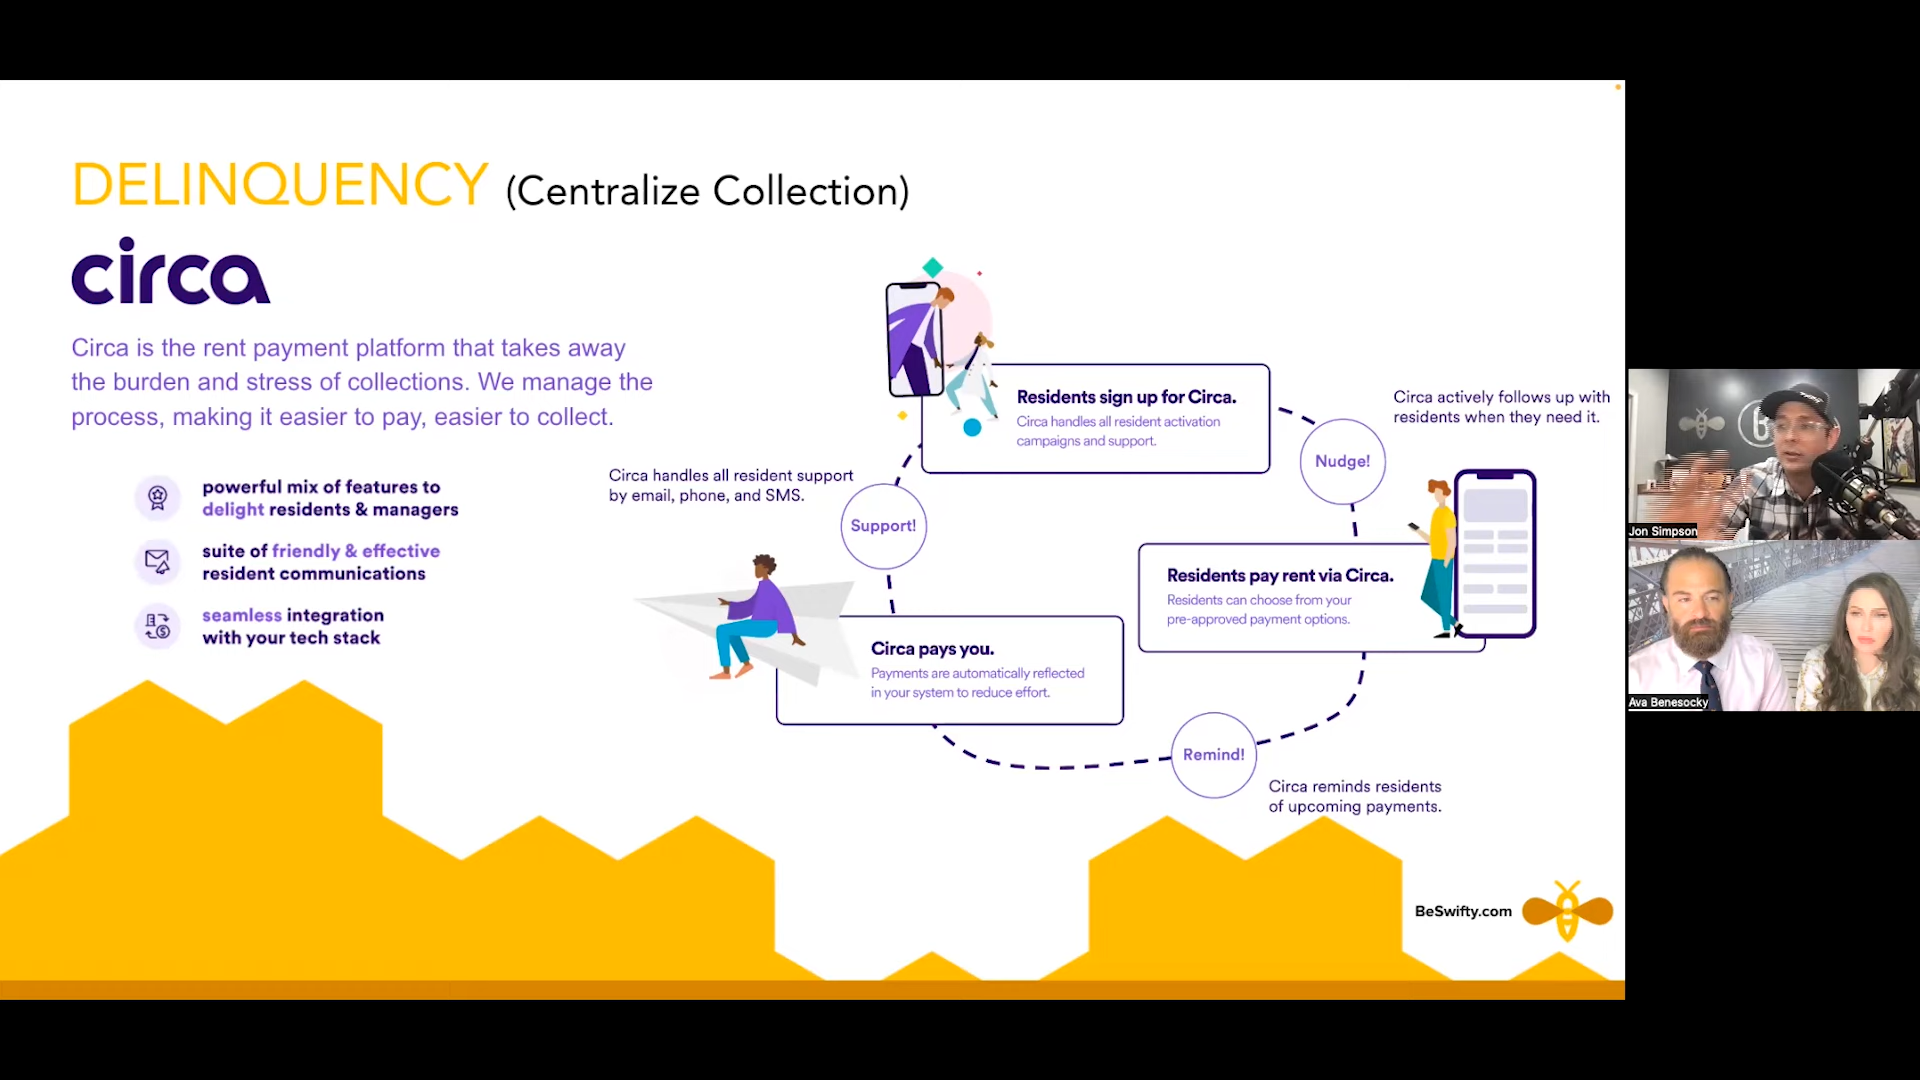 DELINQUENCY (Centralize Collection)
circa
Circa is the rent payment platform that takes away
the burden and stress of collections. We manage the
process, making it easier to pay, easier to collect.
powerful mix of features to
delight residents & managers
suite of friendly & effective
resident communications
seamless integration
with your tech stack
Residents sign up for Circa.
Circa handles all resident activation
campaigns and support.
Circa actively follows up with
residents when they need it.
Nudge!
Circa handles all resident support
by email, phone, and SMS.
Support!
Residents pay rent via Circa.
Residents can choose from your
pre-approved payment options.
Circa pays you.
Payments are automatically reflected
in your system to reduce effort.
Remind!
Circa reminds residents
of upcoming payments.
BeSwifty.com
Jon Simpson
Ava Benesocky